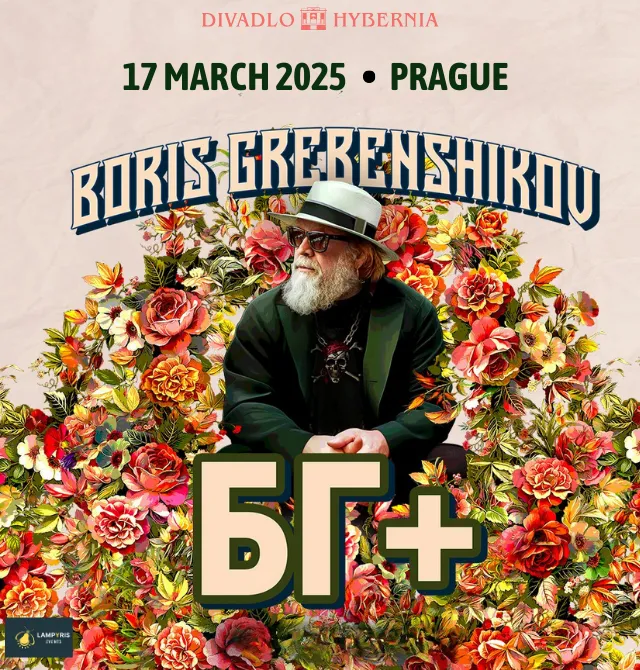 DIVADLO HYBERNIA
17 MARCH 2025 • PRAGUE
BORIS GREBENSHIKOV
БГ+
LAMPYRIS
EVENTS